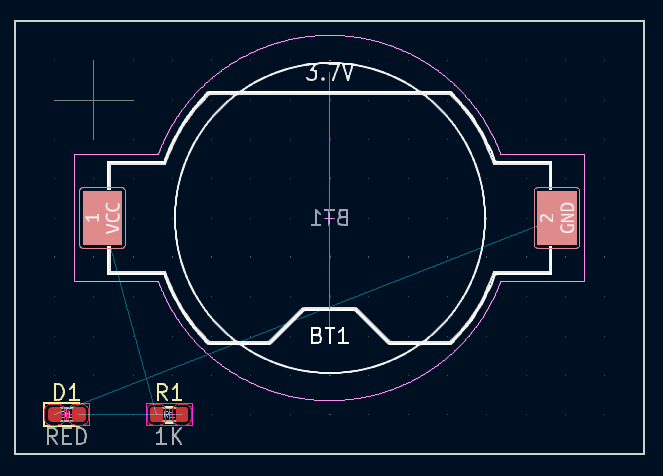 3.7V
1
VCC
BT1
2
GND
BT1
D1
R1
RED
1K